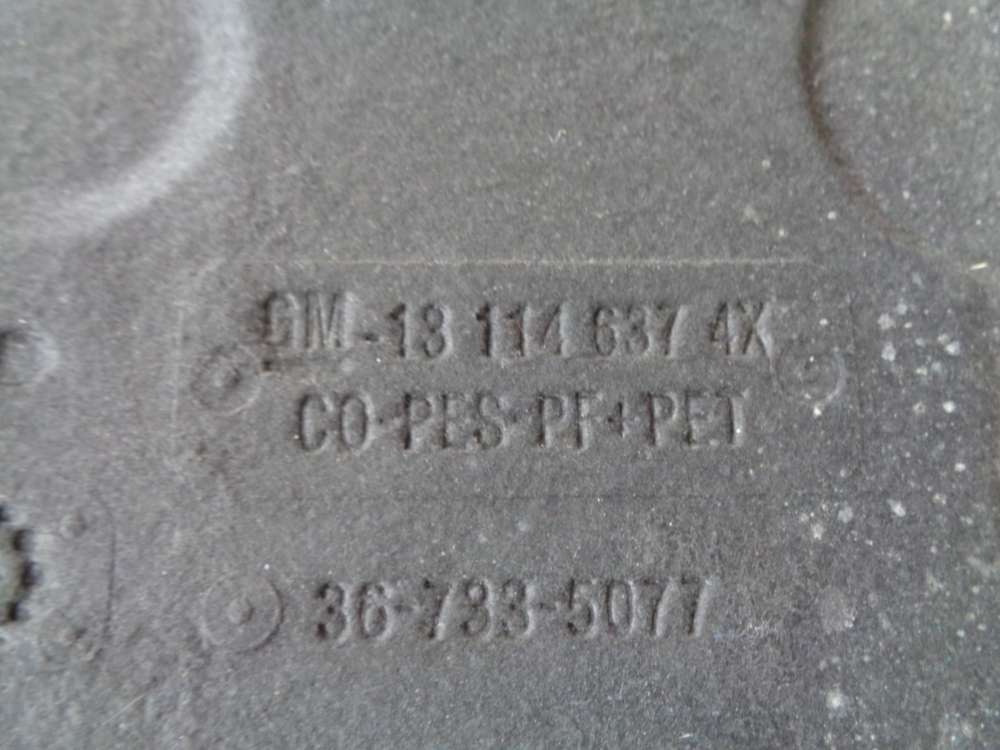 GM-13 114 637 4X
CO-PES-PF+PET
36-733-5077